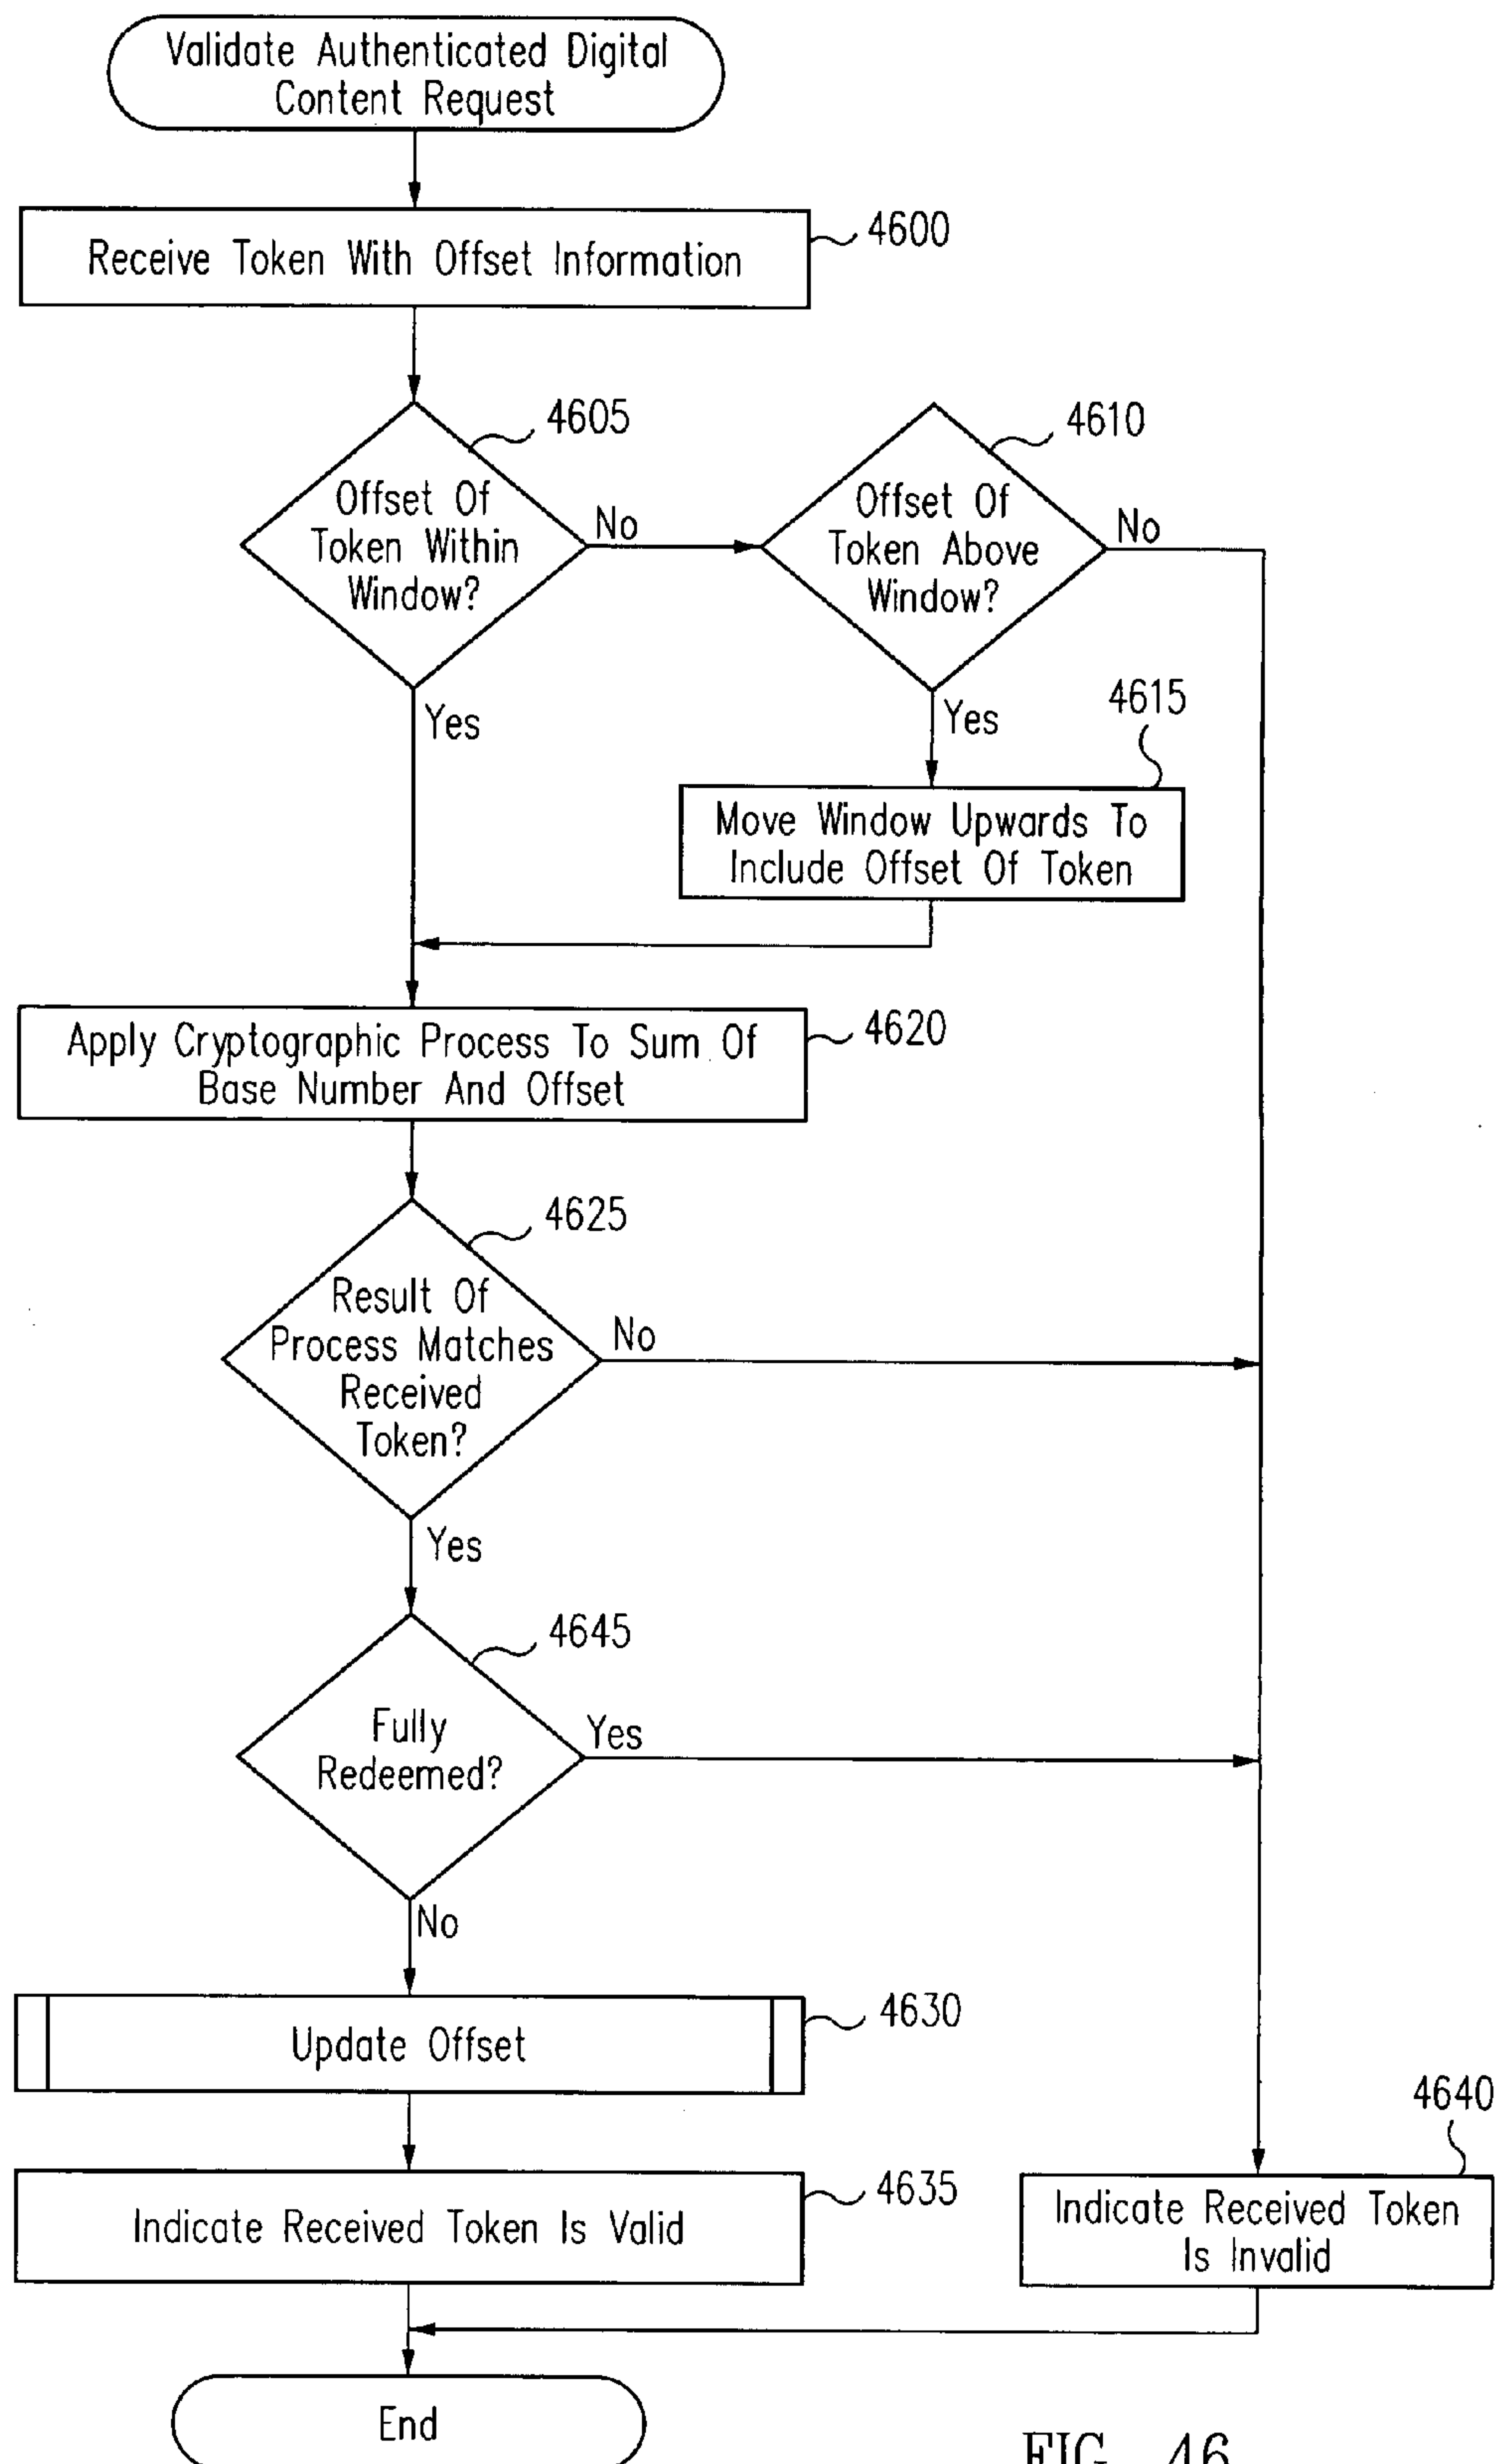 Validate Authenticated Digital
Content Request
Receive Token With Offset Information
4600
4605
Offset Of
Token Within
Window?
No
Yes
4610
Offset Of
Token Above
Window?
No
Yes
4615
Move Window Upwards To
Include Offset Of Token
Apply Cryptographic Process To Sum Of
Base Number And Offset
4620
4625
Result Of
Process Matches
Received
Token?
No
Yes
4645
Fully
Redeemed?
Yes
No
Update Offset
4630
Indicate Received Token Is Valid
4635
4640
Indicate Received Token
Is Invalid
End
FIG. 46